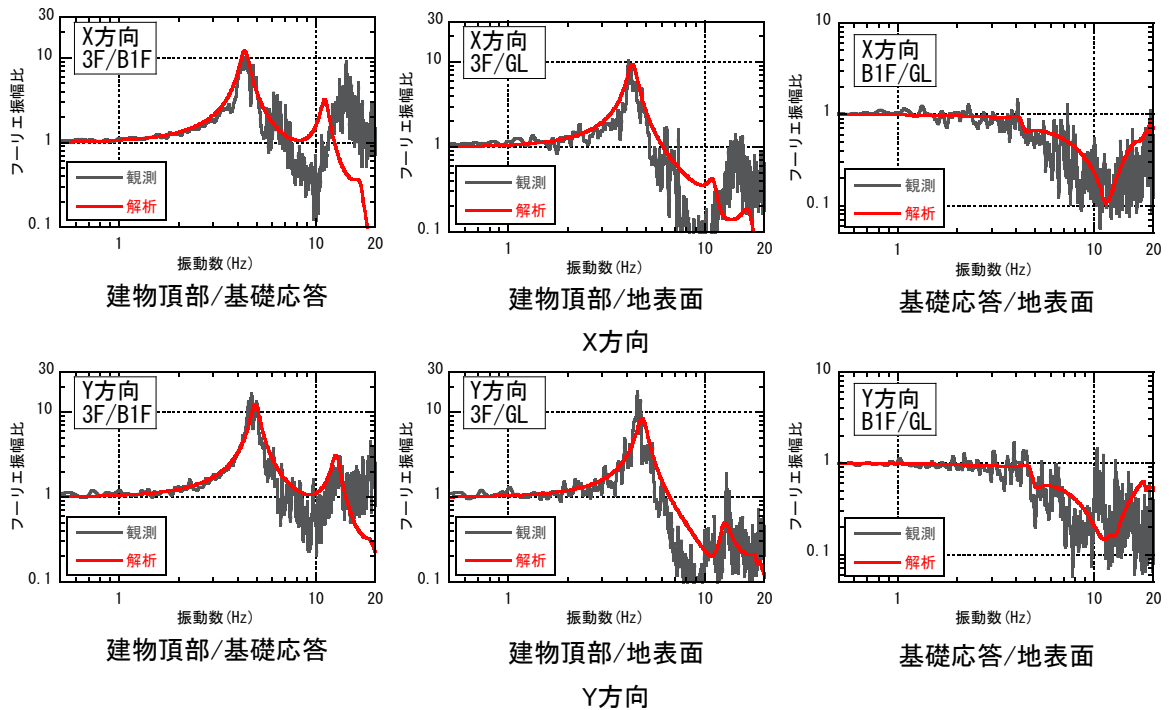 30
10
1
0.1
フーリエ振幅比
X方向
3F/B1F
観測
解析
1
10
20
振動数(Hz)
建物頂部/基礎応答
30
10
1
0.1
フーリエ振幅比
X方向
3F/GL
観測
解析
1
10
20
振動数(Hz)
建物頂部/地表面
10
1
0.1
フーリエ振幅比
X方向
B1F/GL
観測
解析
1
10
20
振動数(Hz)
基礎応答/地表面
X方向
30
10
1
0.1
フーリエ振幅比
Y方向
3F/B1F
観測
解析
1
10
20
振動数(Hz)
建物頂部/基礎応答
30
10
1
0.1
フーリエ振幅比
Y方向
3F/GL
観測
解析
1
10
20
振動数(Hz)
建物頂部/地表面
10
1
0.1
フーリエ振幅比
Y方向
B1F/GL
観測
解析
1
10
20
振動数(Hz)
基礎応答/地表面
Y方向